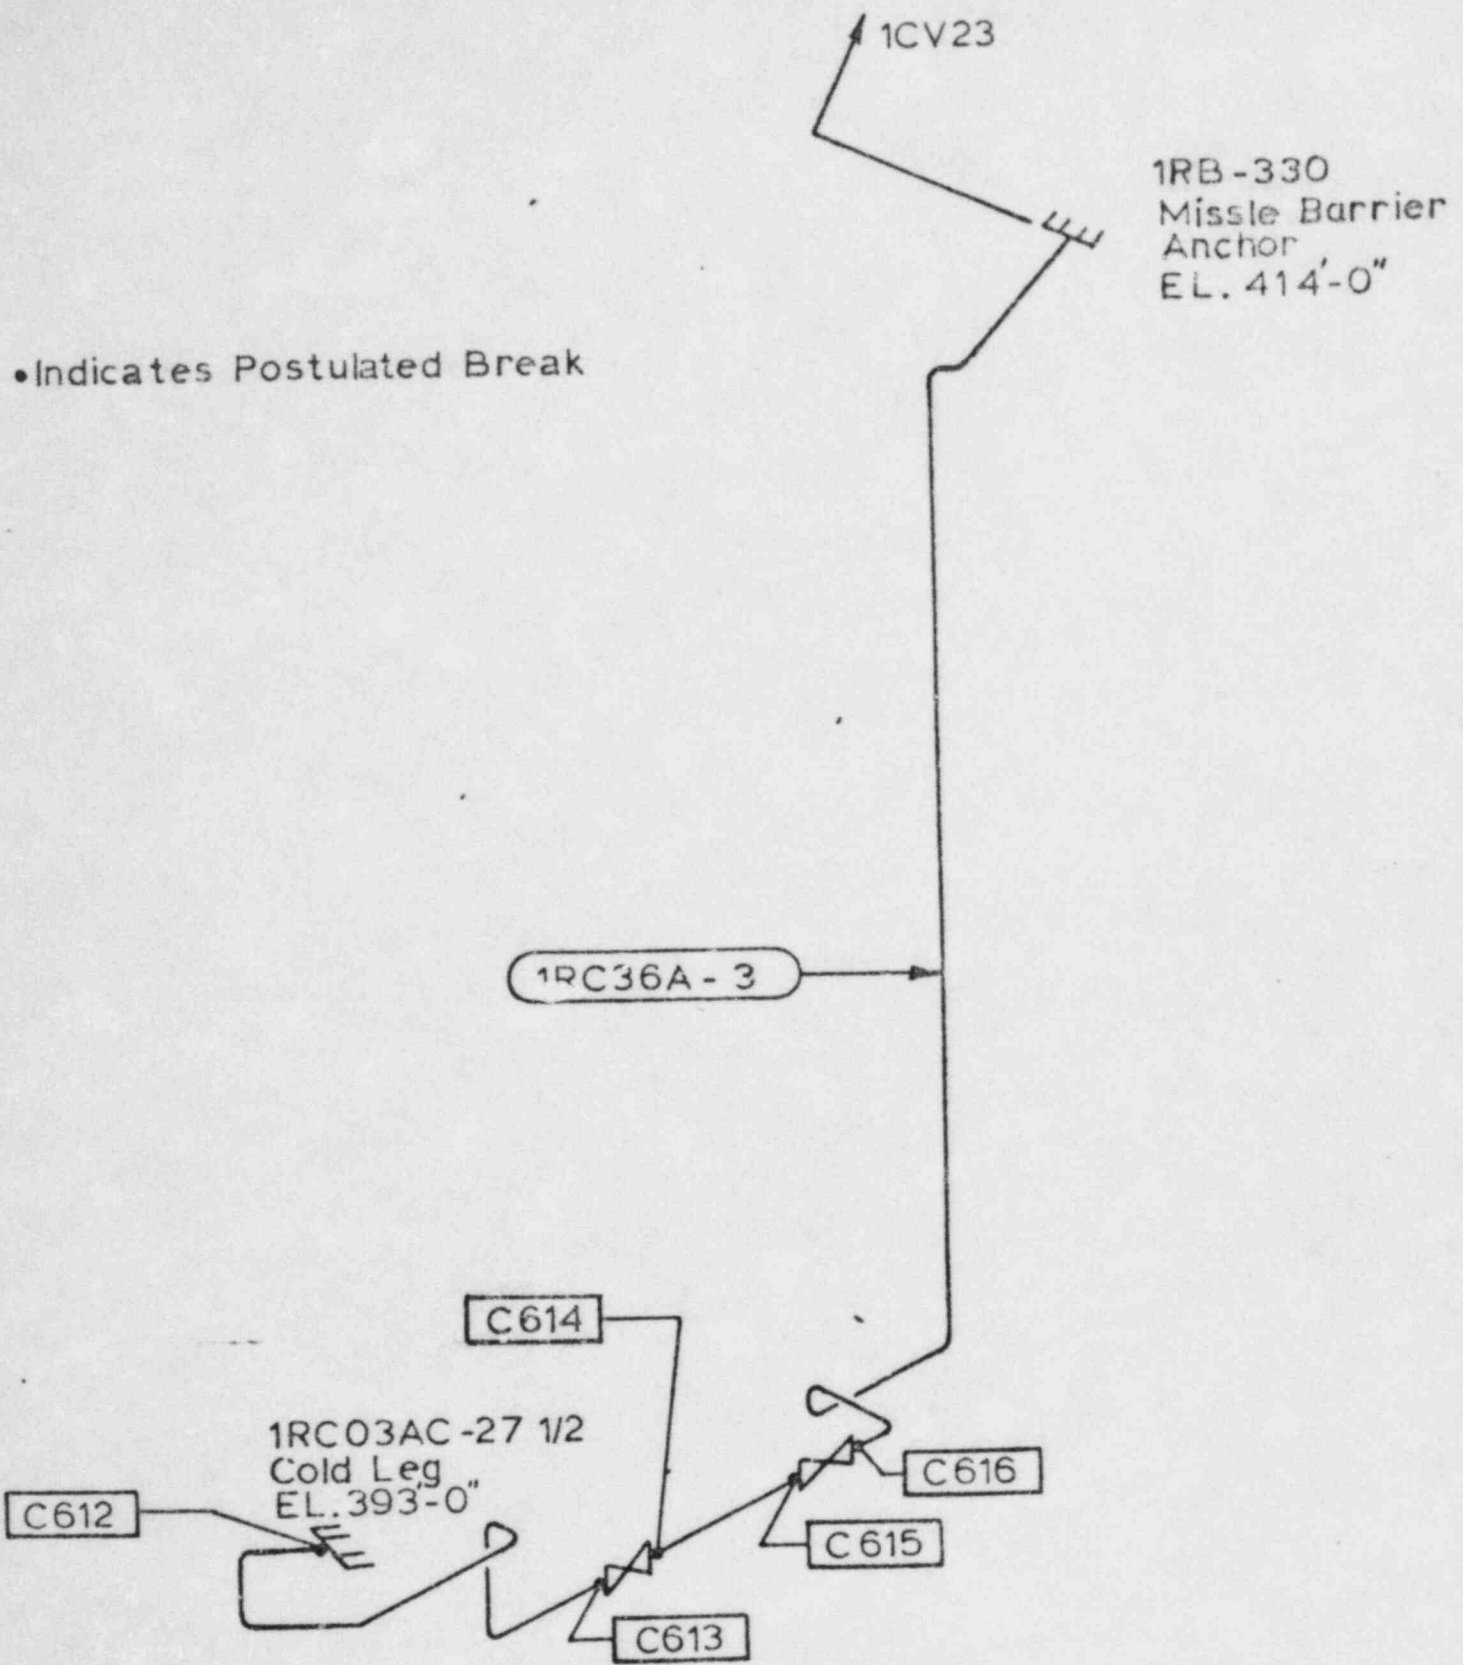 1CV23
1RB-330
Missle Barrier
Anchor
EL. 414'-0"
•Indicates Postulated Break
1RC36A-3
C614
1RC03AC-27 1/2
Cold Leg
EL. 393'-0"
C612
C616
C615
C613